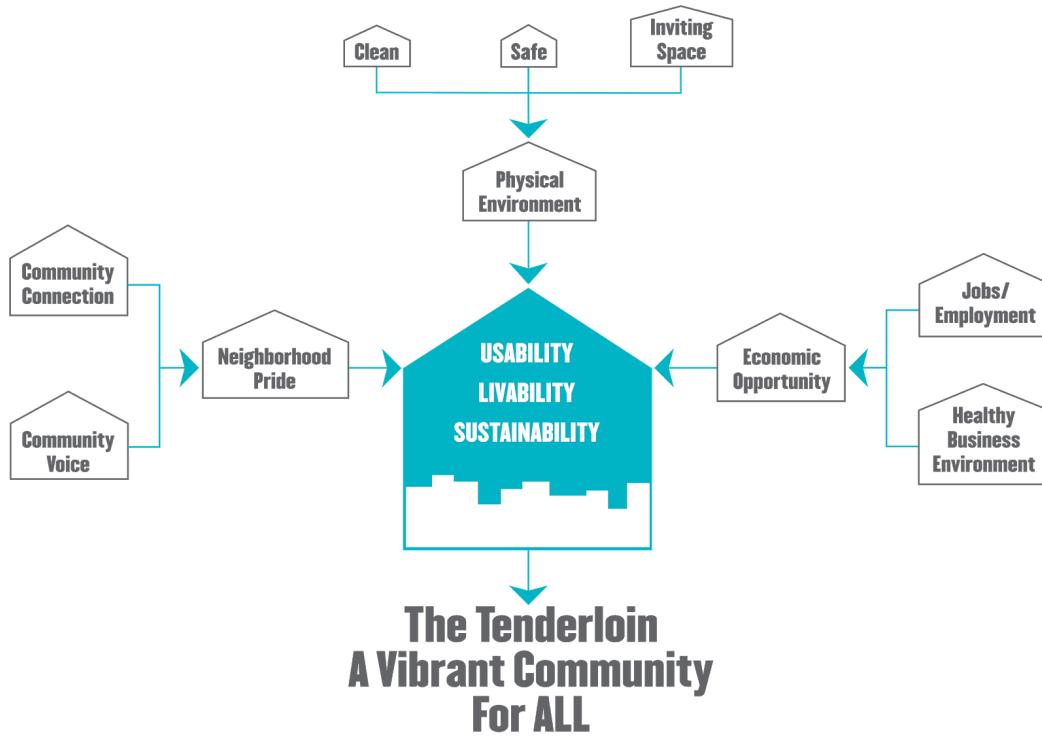 Clean
Safe
Inviting
Space
Physical
Environment
Community
Connection
Community
Voice
Neighborhood
Pride
USABILITY
LIVABILITY
SUSTAINABILITY
Economic
Opportunity
Jobs/
Employment
Healthy
Business
Environment
The Tenderloin
A Vibrant Community
For ALL